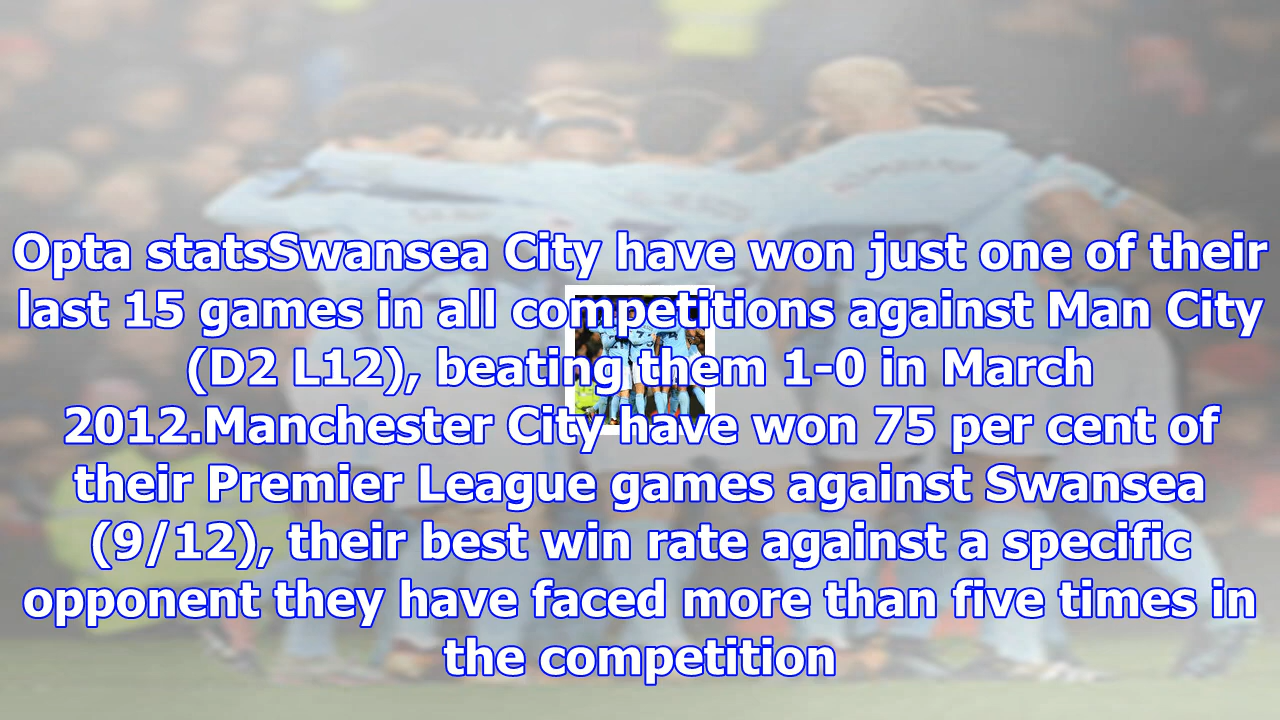 Opta statsSwansea City have won just one of their
last 15 games in all competitions against Man City
(D2 L12), beating them 1-0 in March
2012.Manchester City have won 75 per cent of
their Premier League games against Swansea
(9/12), their best win rate against a specific
opponent they have faced more than five times in
the competition